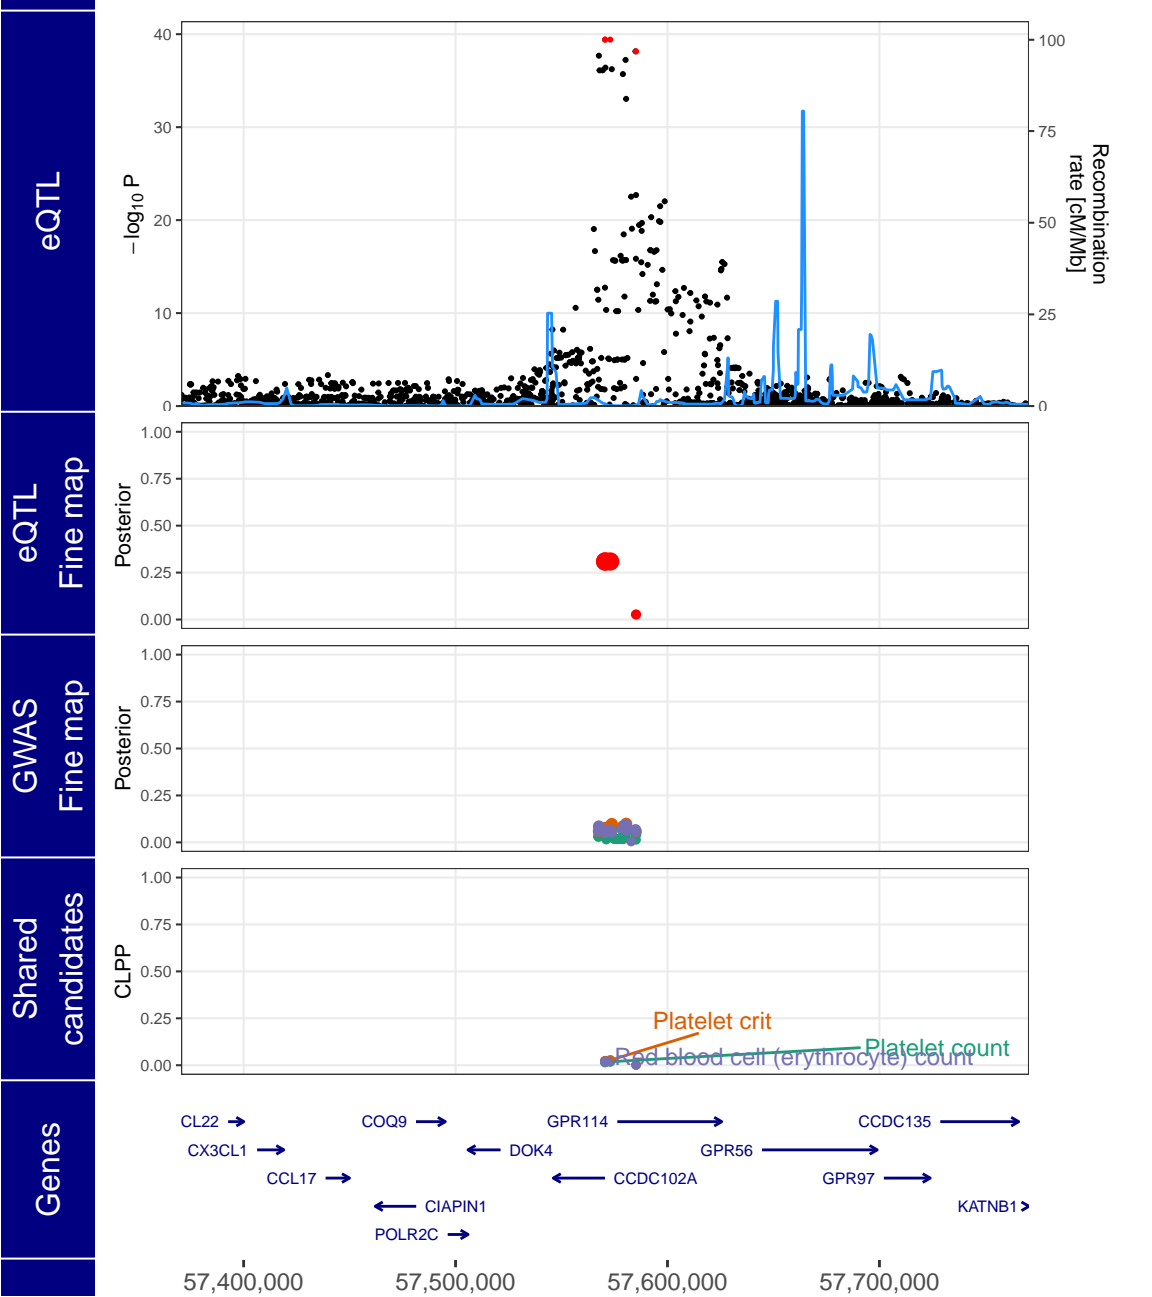 eQTL
−log10 P
40
30
20
10
0
100
75
50
25
0
Recombination
rate [cM/Mb]
eQTL
Fine map
Posterior
1.00
0.75
0.50
0.25
0.00
GWAS
Fine map
Posterior
1.00
0.75
0.50
0.25
0.00
Shared
candidates
CLPP
1.00
0.75
0.50
0.25
0.00
Platelet crit
Platelet count
Red blood cell (erythrocyte) count
Genes
CL22
COQ9
GPR114
CCDC135
CX3CL1
DOK4
GPR56
CCL17
CCDC102A
GPR97
CIAPIN1
KATNB1
POLR2C
57,400,000
57,500,000
57,600,000
57,700,000